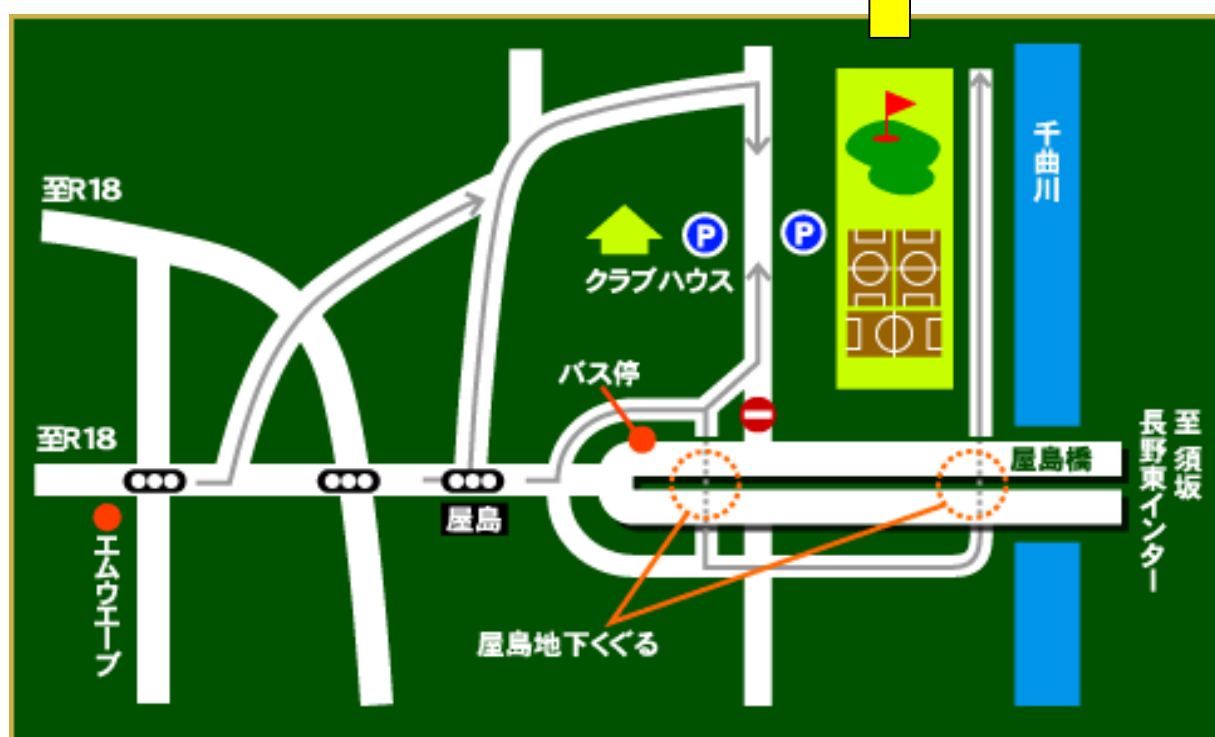 至R18
千曲川
P
P
クラブハウス
バス停
至R18
屋島橋
至 須坂
長野東インター
屋島
エムウエーブ
屋島地下くぐる